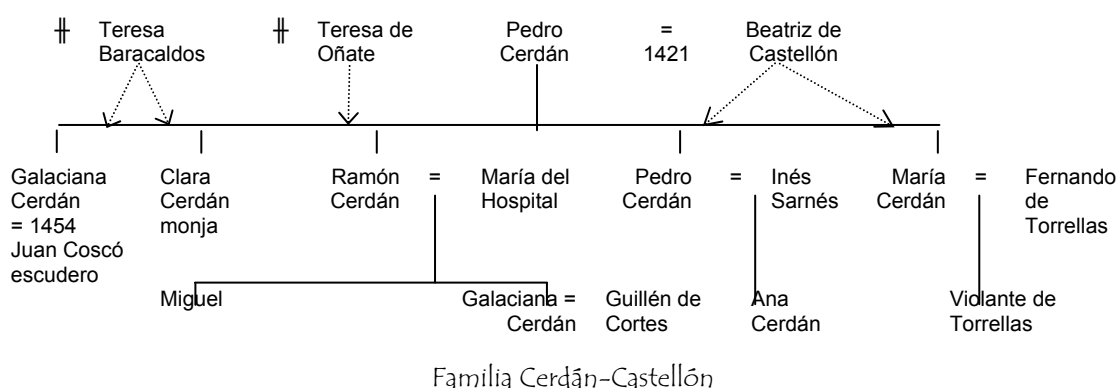 ╫ Teresa Baracaldos
╫ Teresa de Oñate
Pedro Cerdán
=
1421
Beatriz de Castellón
Galaciana
Cerdán
= 1454
Juan Coscó
escudero
Clara
Cerdán
monja
Ramón
Cerdán
=
María del
Hospital
Pedro
Cerdán
=
Inés
Sarnés
María
Cerdán
=
Fernando
de
Torrellas
Miguel
Galaciana =
Cerdán
Guillén de
Cortes
Ana
Cerdán
Violante de
Torrellas
Familia Cerdán-Castellón